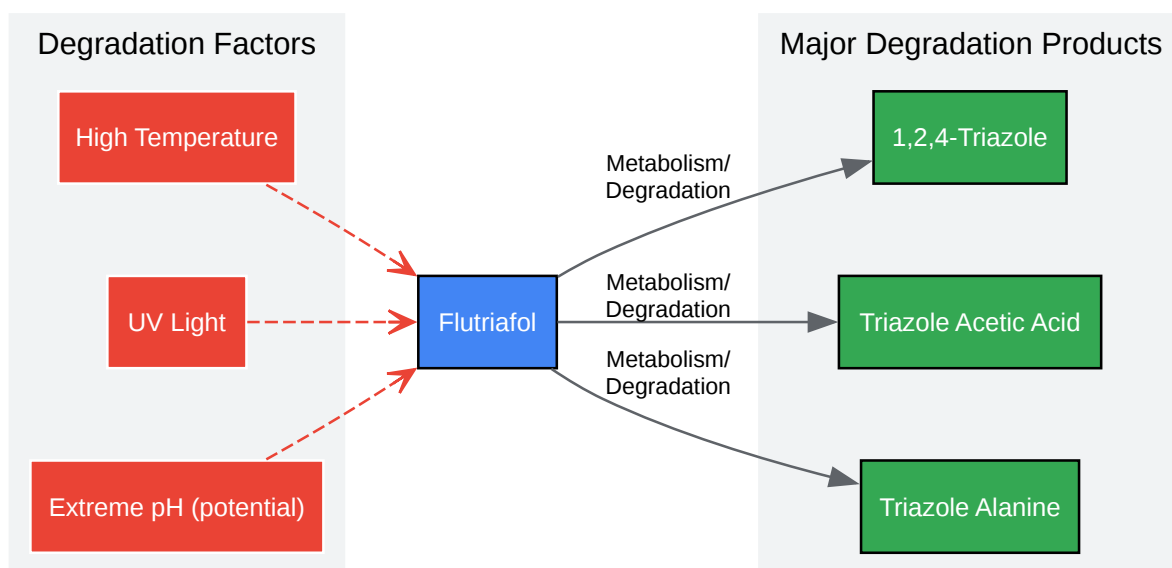 Degradation Factors
High Temperature
UV Light
Extreme pH (potential)
Flutriafol
Metabolism/
Degradation
Metabolism/
Degradation
Metabolism/
Degradation
Major Degradation Products
1,2,4-Triazole
Triazole Acetic Acid
Triazole Alanine